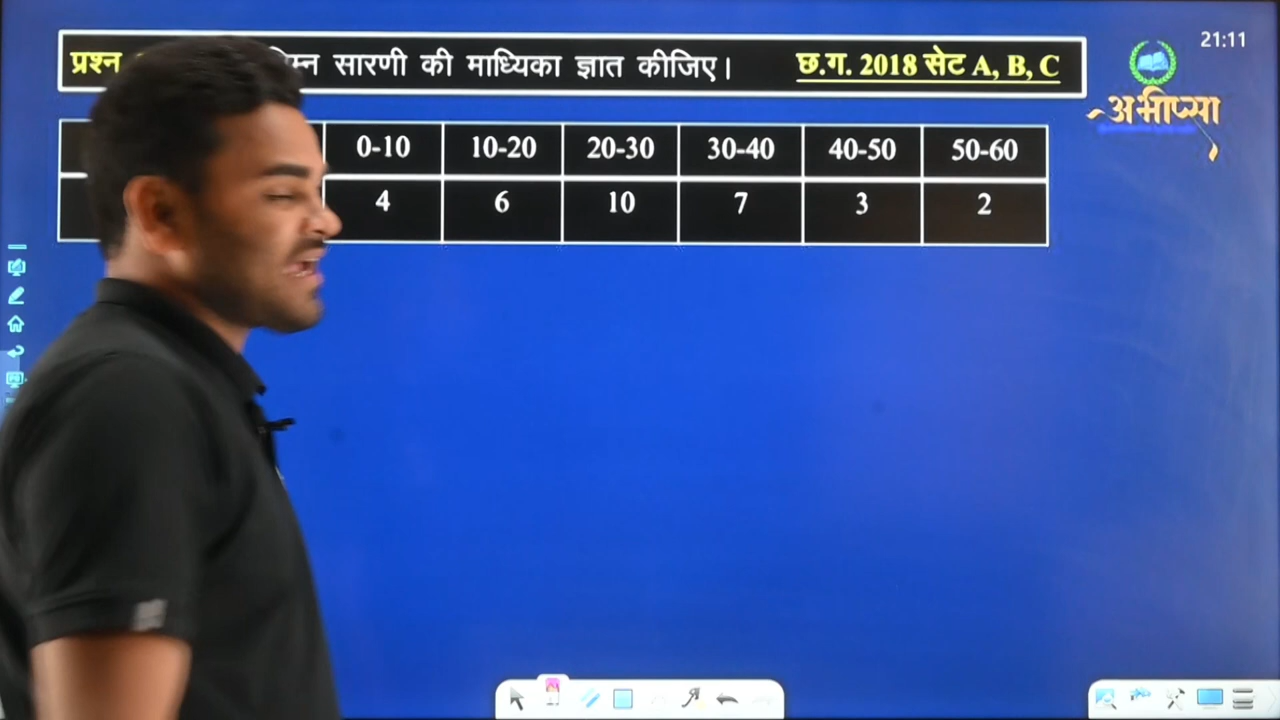 प्रश्न सारणी की माध्यिका ज्ञात कीजिए। छ.ग. 2018 सेट A, B, C
21:11
अभीप्सा
0-10 10-20 20-30 30-40 40-50 50-60
4 6 10 7 3 2